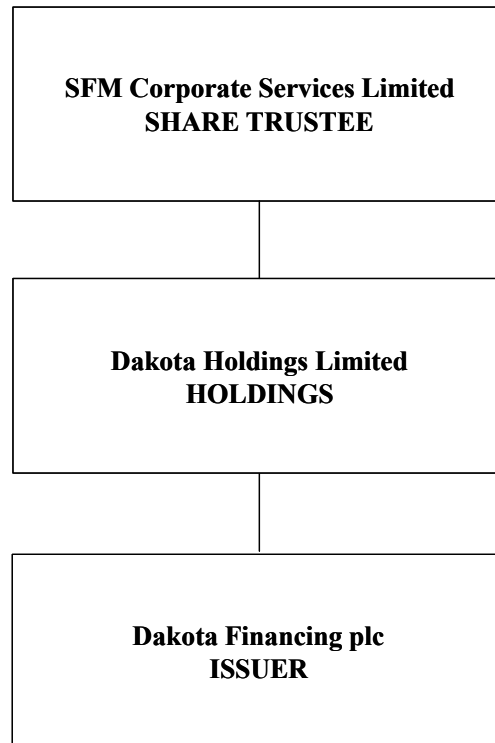 SFM Corporate Services Limited
SHARE TRUSTEE
Dakota Holdings Limited
HOLDINGS
Dakota Financing plc
ISSUER